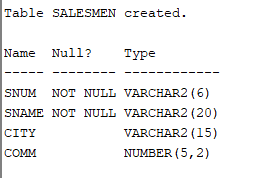 Table SALESMEN created.
Name  Null?    Type
----- -------- ------------
SNUM  NOT NULL VARCHAR2(6)
SNAME NOT NULL VARCHAR2(20)
CITY           VARCHAR2(15)
COMM           NUMBER(5,2)